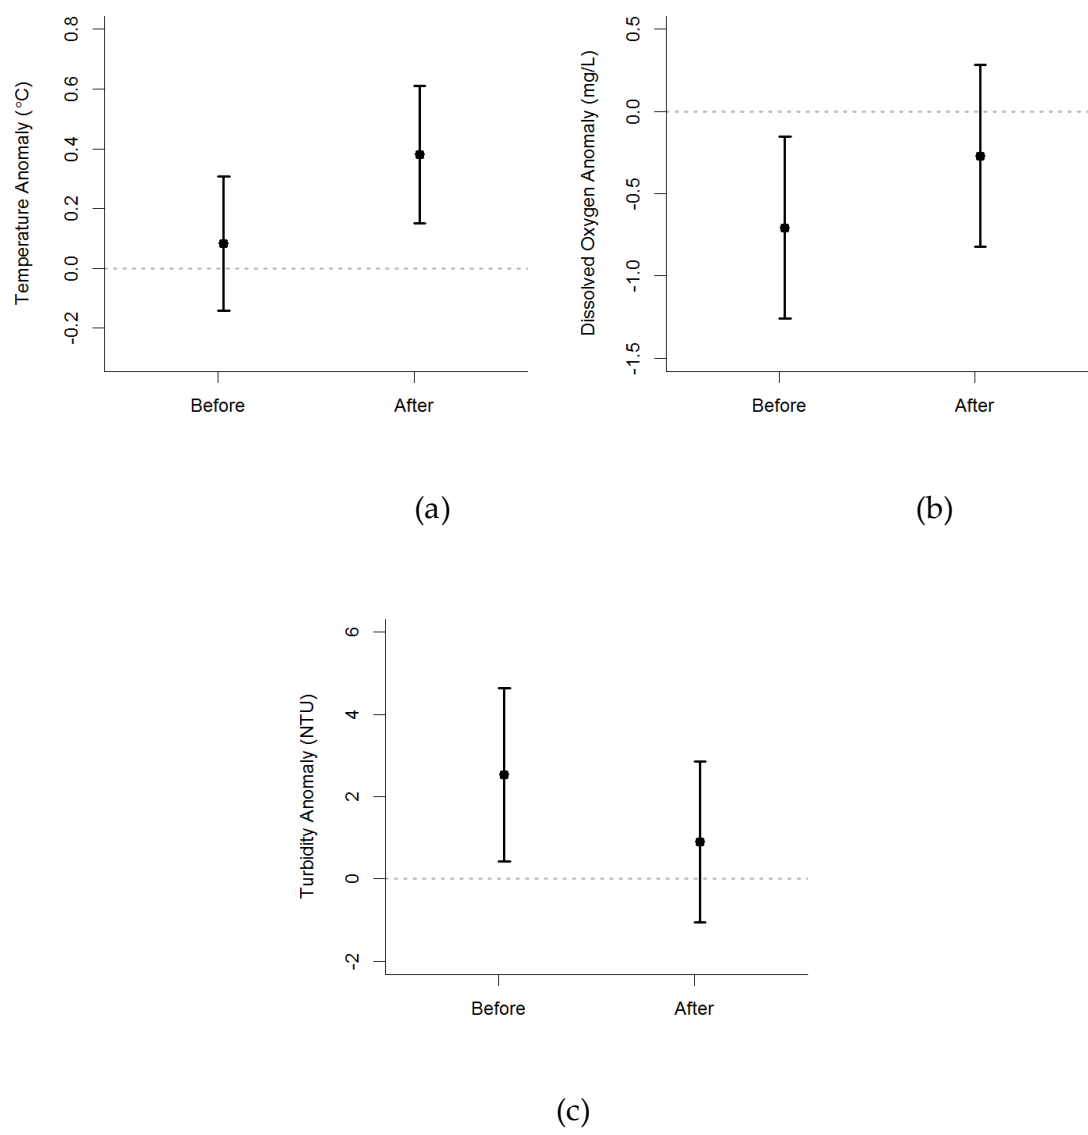 Temperature Anomaly (°C)
0.8
0.6
0.4
0.2
0.0
-0.2
Before After
(a)
Dissolved Oxygen Anomaly (mg/L)
0.5
0.0
-0.5
-1.0
-1.5
Before After
(b)
Turbidity Anomaly (NTU)
6
4
2
0
-2
Before After
(c)